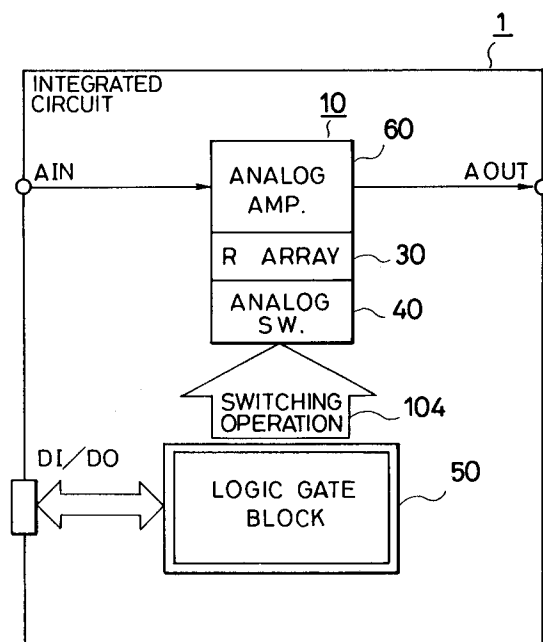 1
INTEGRATED
CIRCUIT
10
60
AIN
ANALOG
AMP.
AOUT
R ARRAY
30
ANALOG
SW.
40
SWITCHING
OPERATION
104
DI/DO
LOGIC GATE
BLOCK
50